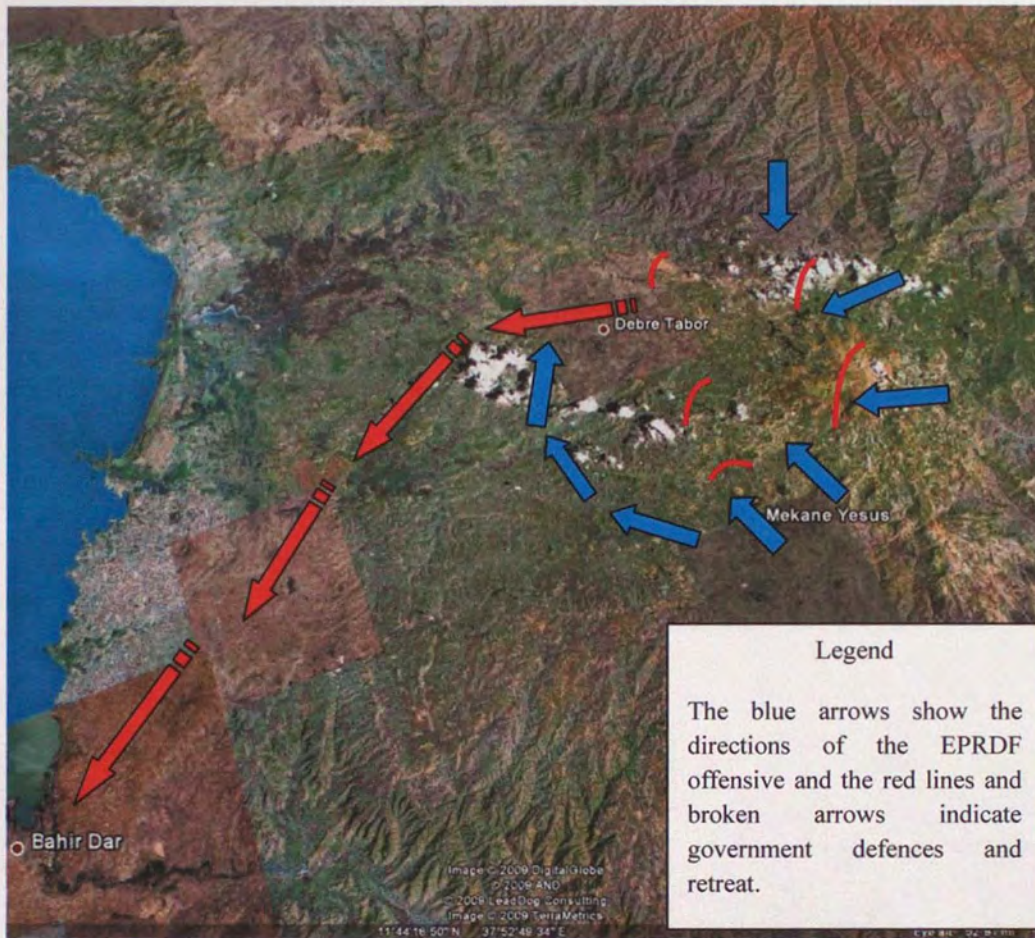 Debre Tabor
Mekane Yesus
Legend
The blue arrows show the
directions of the EPRDF
offensive and the red lines and
broken arrows indicate
government defences and
retreat.
Bahir Dar
Image © 2009 DigitalGlobe
© 2009 AND
© 2009 LeadDog Consulting
Image © 2009 TerraMetrics
11°44'16.50" N 37°52'49.34" E
Eye alt